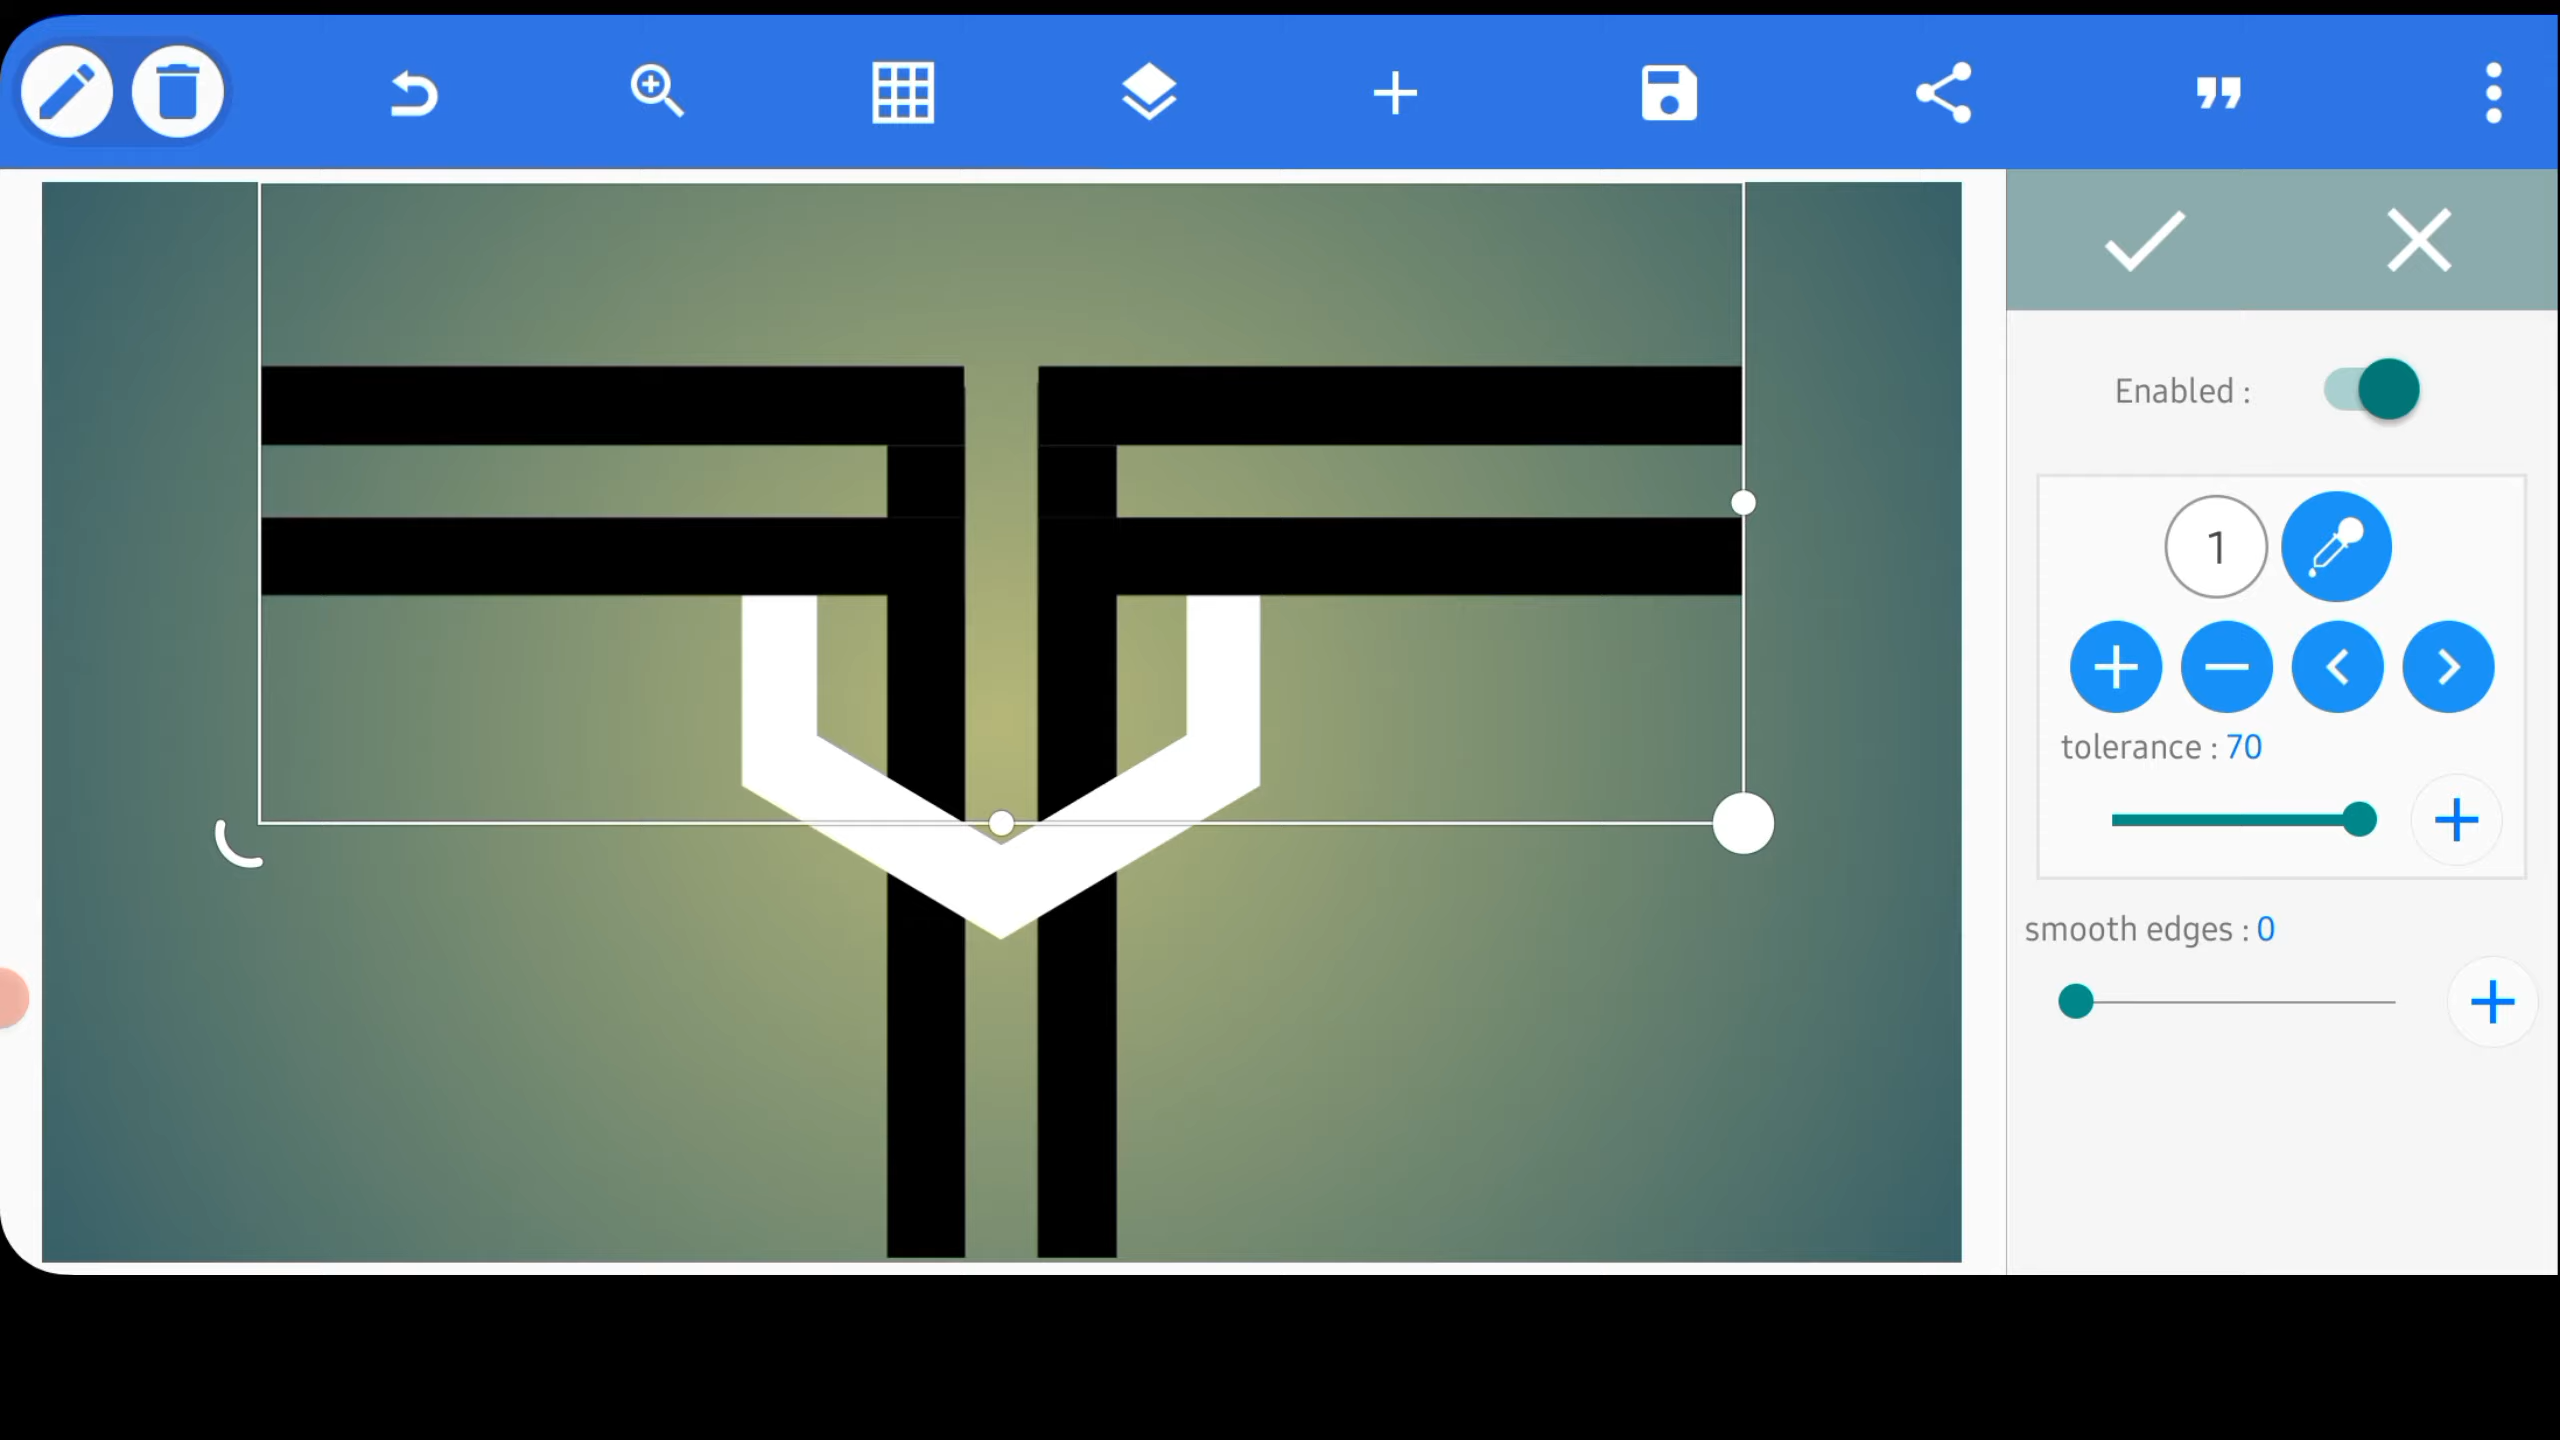 Enabled :
1
tolerance : 70
smooth edges : 0